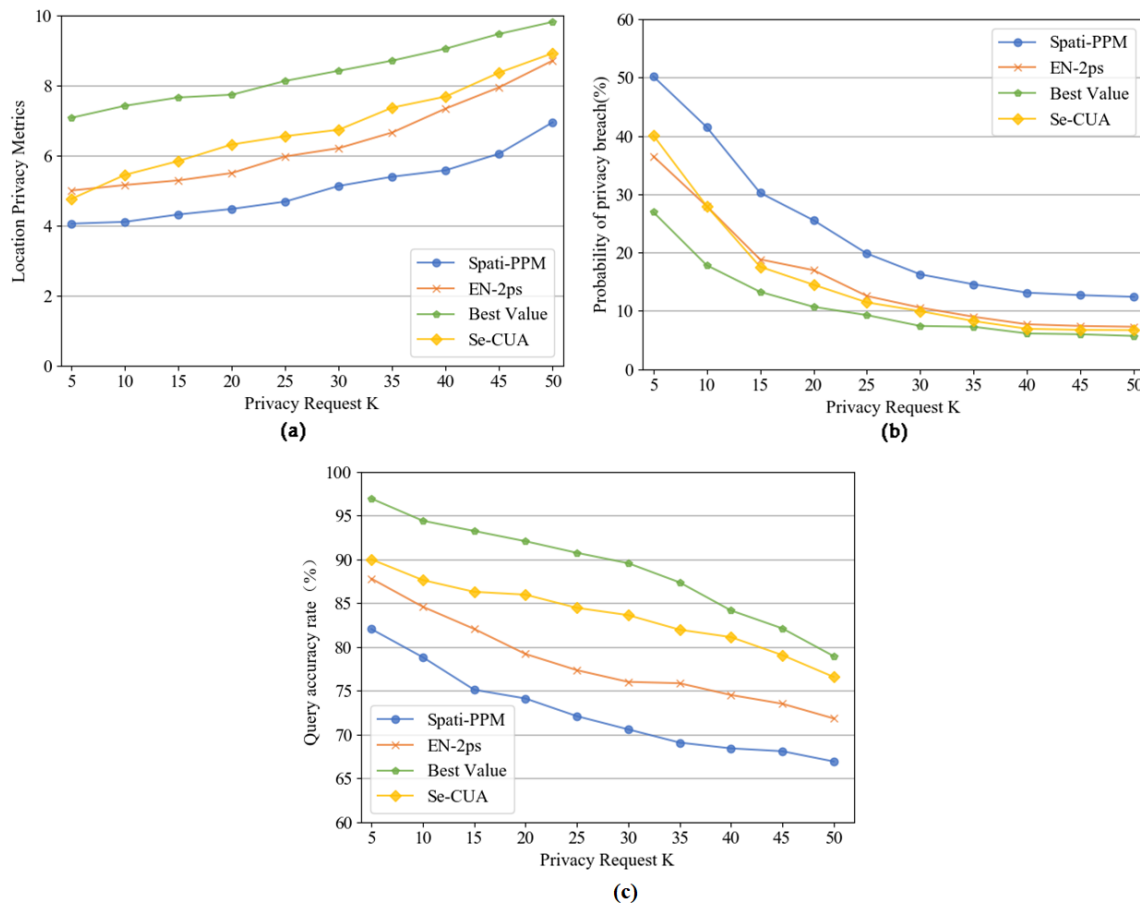 10
8
6
4
2
0
Location Privacy Metrics
Spati-PPM
EN-2ps
Best Value
Se-CUA
5 10 15 20 25 30 35 40 45 50
Privacy Request K
(a)
60
50
40
30
20
10
0
Probability of privacy breach(%)
Spati-PPM
EN-2ps
Best Value
Se-CUA
5 10 15 20 25 30 35 40 45 50
Privacy Request K
(b)
100
95
90
85
80
75
70
65
60
Query accuracy rate（%）
Spati-PPM
EN-2ps
Best Value
Se-CUA
5 10 15 20 25 30 35 40 45 50
Privacy Request K
(c)